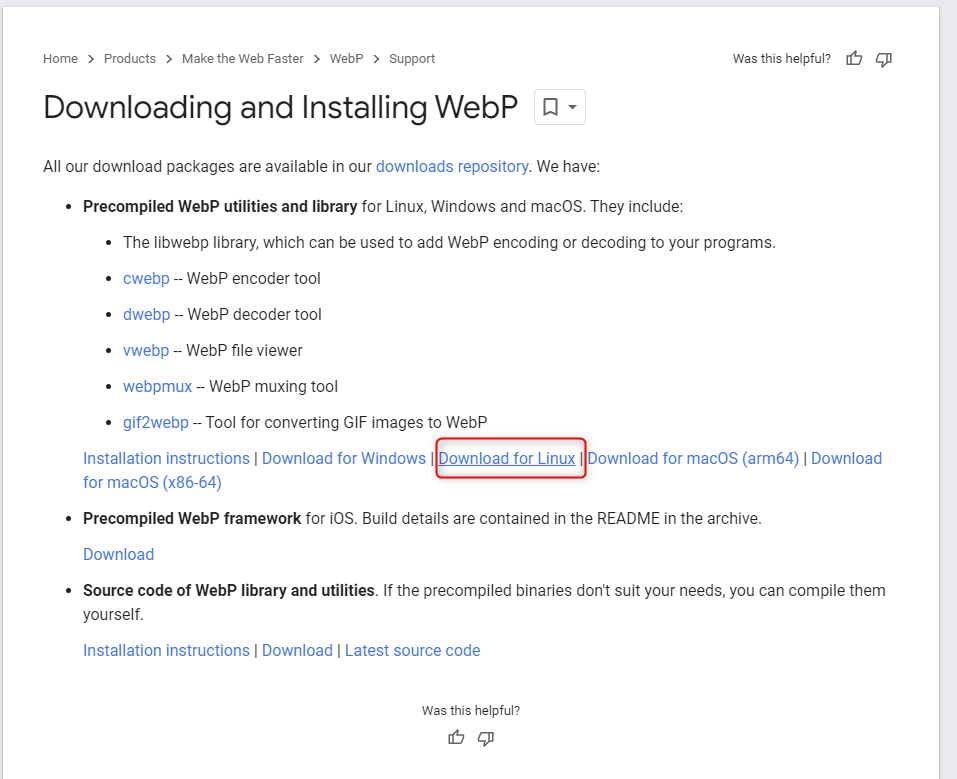 Home > Products > Make the Web Faster > WebP > Support
Was this helpful?
Downloading and Installing WebP
All our download packages are available in our downloads repository. We have:
• Precompiled WebP utilities and library for Linux, Windows and macOS. They include:
• The libwebp library, which can be used to add WebP encoding or decoding to your programs.
• cwebp -- WebP encoder tool
• dwebp -- WebP decoder tool
• vwebp -- WebP file viewer
• webpmux -- WebP muxing tool
• gif2webp -- Tool for converting GIF images to WebP
Installation instructions | Download for Windows | Download for Linux | Download for macOS (arm64) | Download
for macOS (x86-64)
• Precompiled WebP framework for iOS. Build details are contained in the README in the archive.
Download
• Source code of WebP library and utilities. If the precompiled binaries don't suit your needs, you can compile them
yourself.
Installation instructions | Download | Latest source code
Was this helpful?